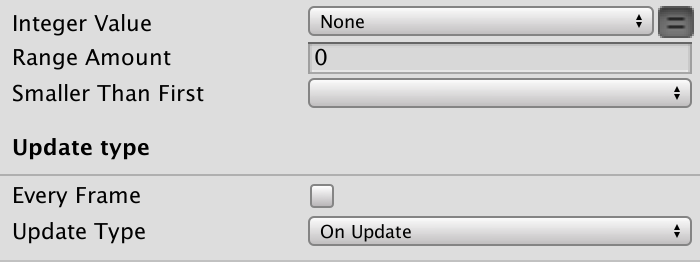 Integer Value None
Range Amount 0
Smaller Than First
Update type
Every Frame
Update Type On Update